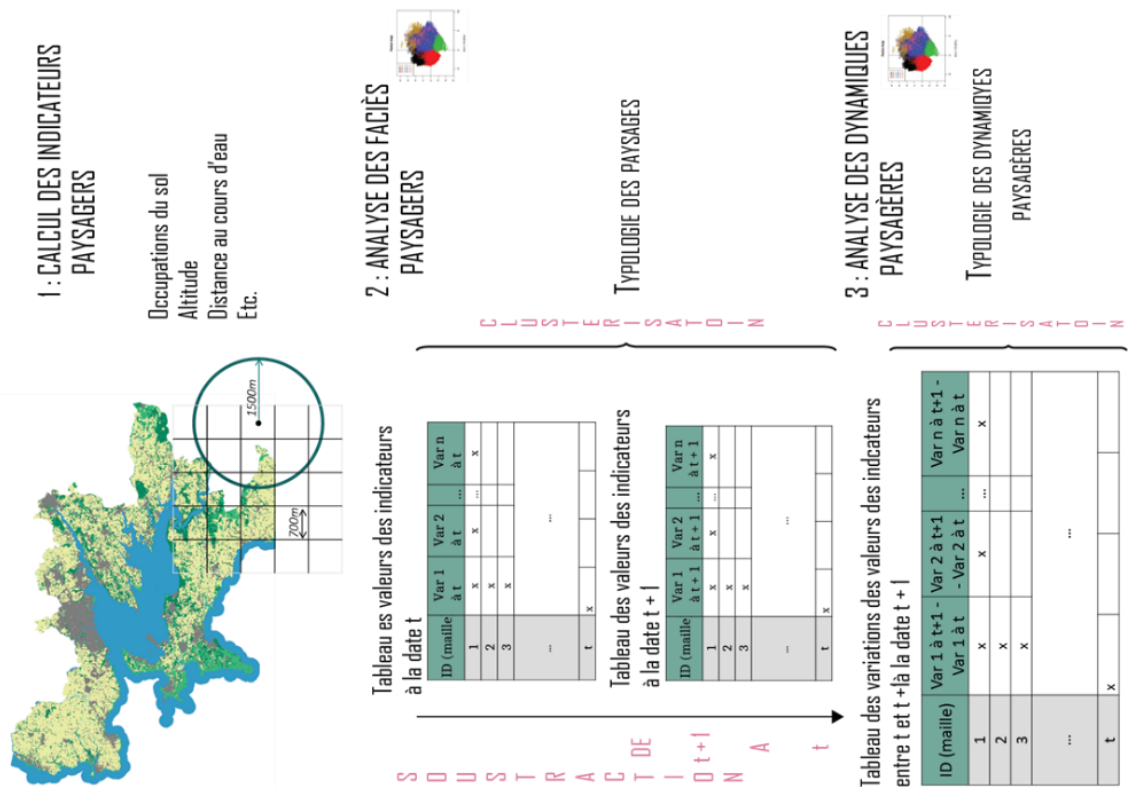 1 : CALCUL DES INDICATEURS
PAYSAGERS
Occupations du sol
Altitude
Distance au cours d'eau
Etc.
1500m
700m
2 : ANALYSE DES FACIÈS
PAYSAGERS
Tableau es valeurs des indicateurs
à la date t
ID (maille | Var 1 à t | Var 2 à t | ... | Var n à t
1 | x | x | ... | x
2 | x
3 | x
... | ...
t | x
Tableau des valeurs des indicateurs
à la date t + 1
ID (maille | Var 1 à t + 1 | Var 2 à t + 1 | ... | Var n à t + 1
1 | x | x | ... | x
2 | x
3 | x
... | ...
t | x
CLUSTERISATOIN
TYPOLOGIE DES PAYSAGES
SOUSTRACTION
DE
t+1
A
t
3 : ANALYSE DES DYNAMIQUES
PAYSAGÈRES
Tableau des variations des valeurs des indcateurs
entre t et t +1à la date t + 1
ID (maille) | Var 1 à t+1 - Var 1 à t | Var 2 à t+1 - Var 2 à t | ... | Var n à t+1 - Var n à t
1 | x | x | ... | x
2 | x
3 | x
... | ...
t | x
CLUSTERISATOIN
TYPOLOGIE DES DYNAMIQYES
PAYSAGÈRES